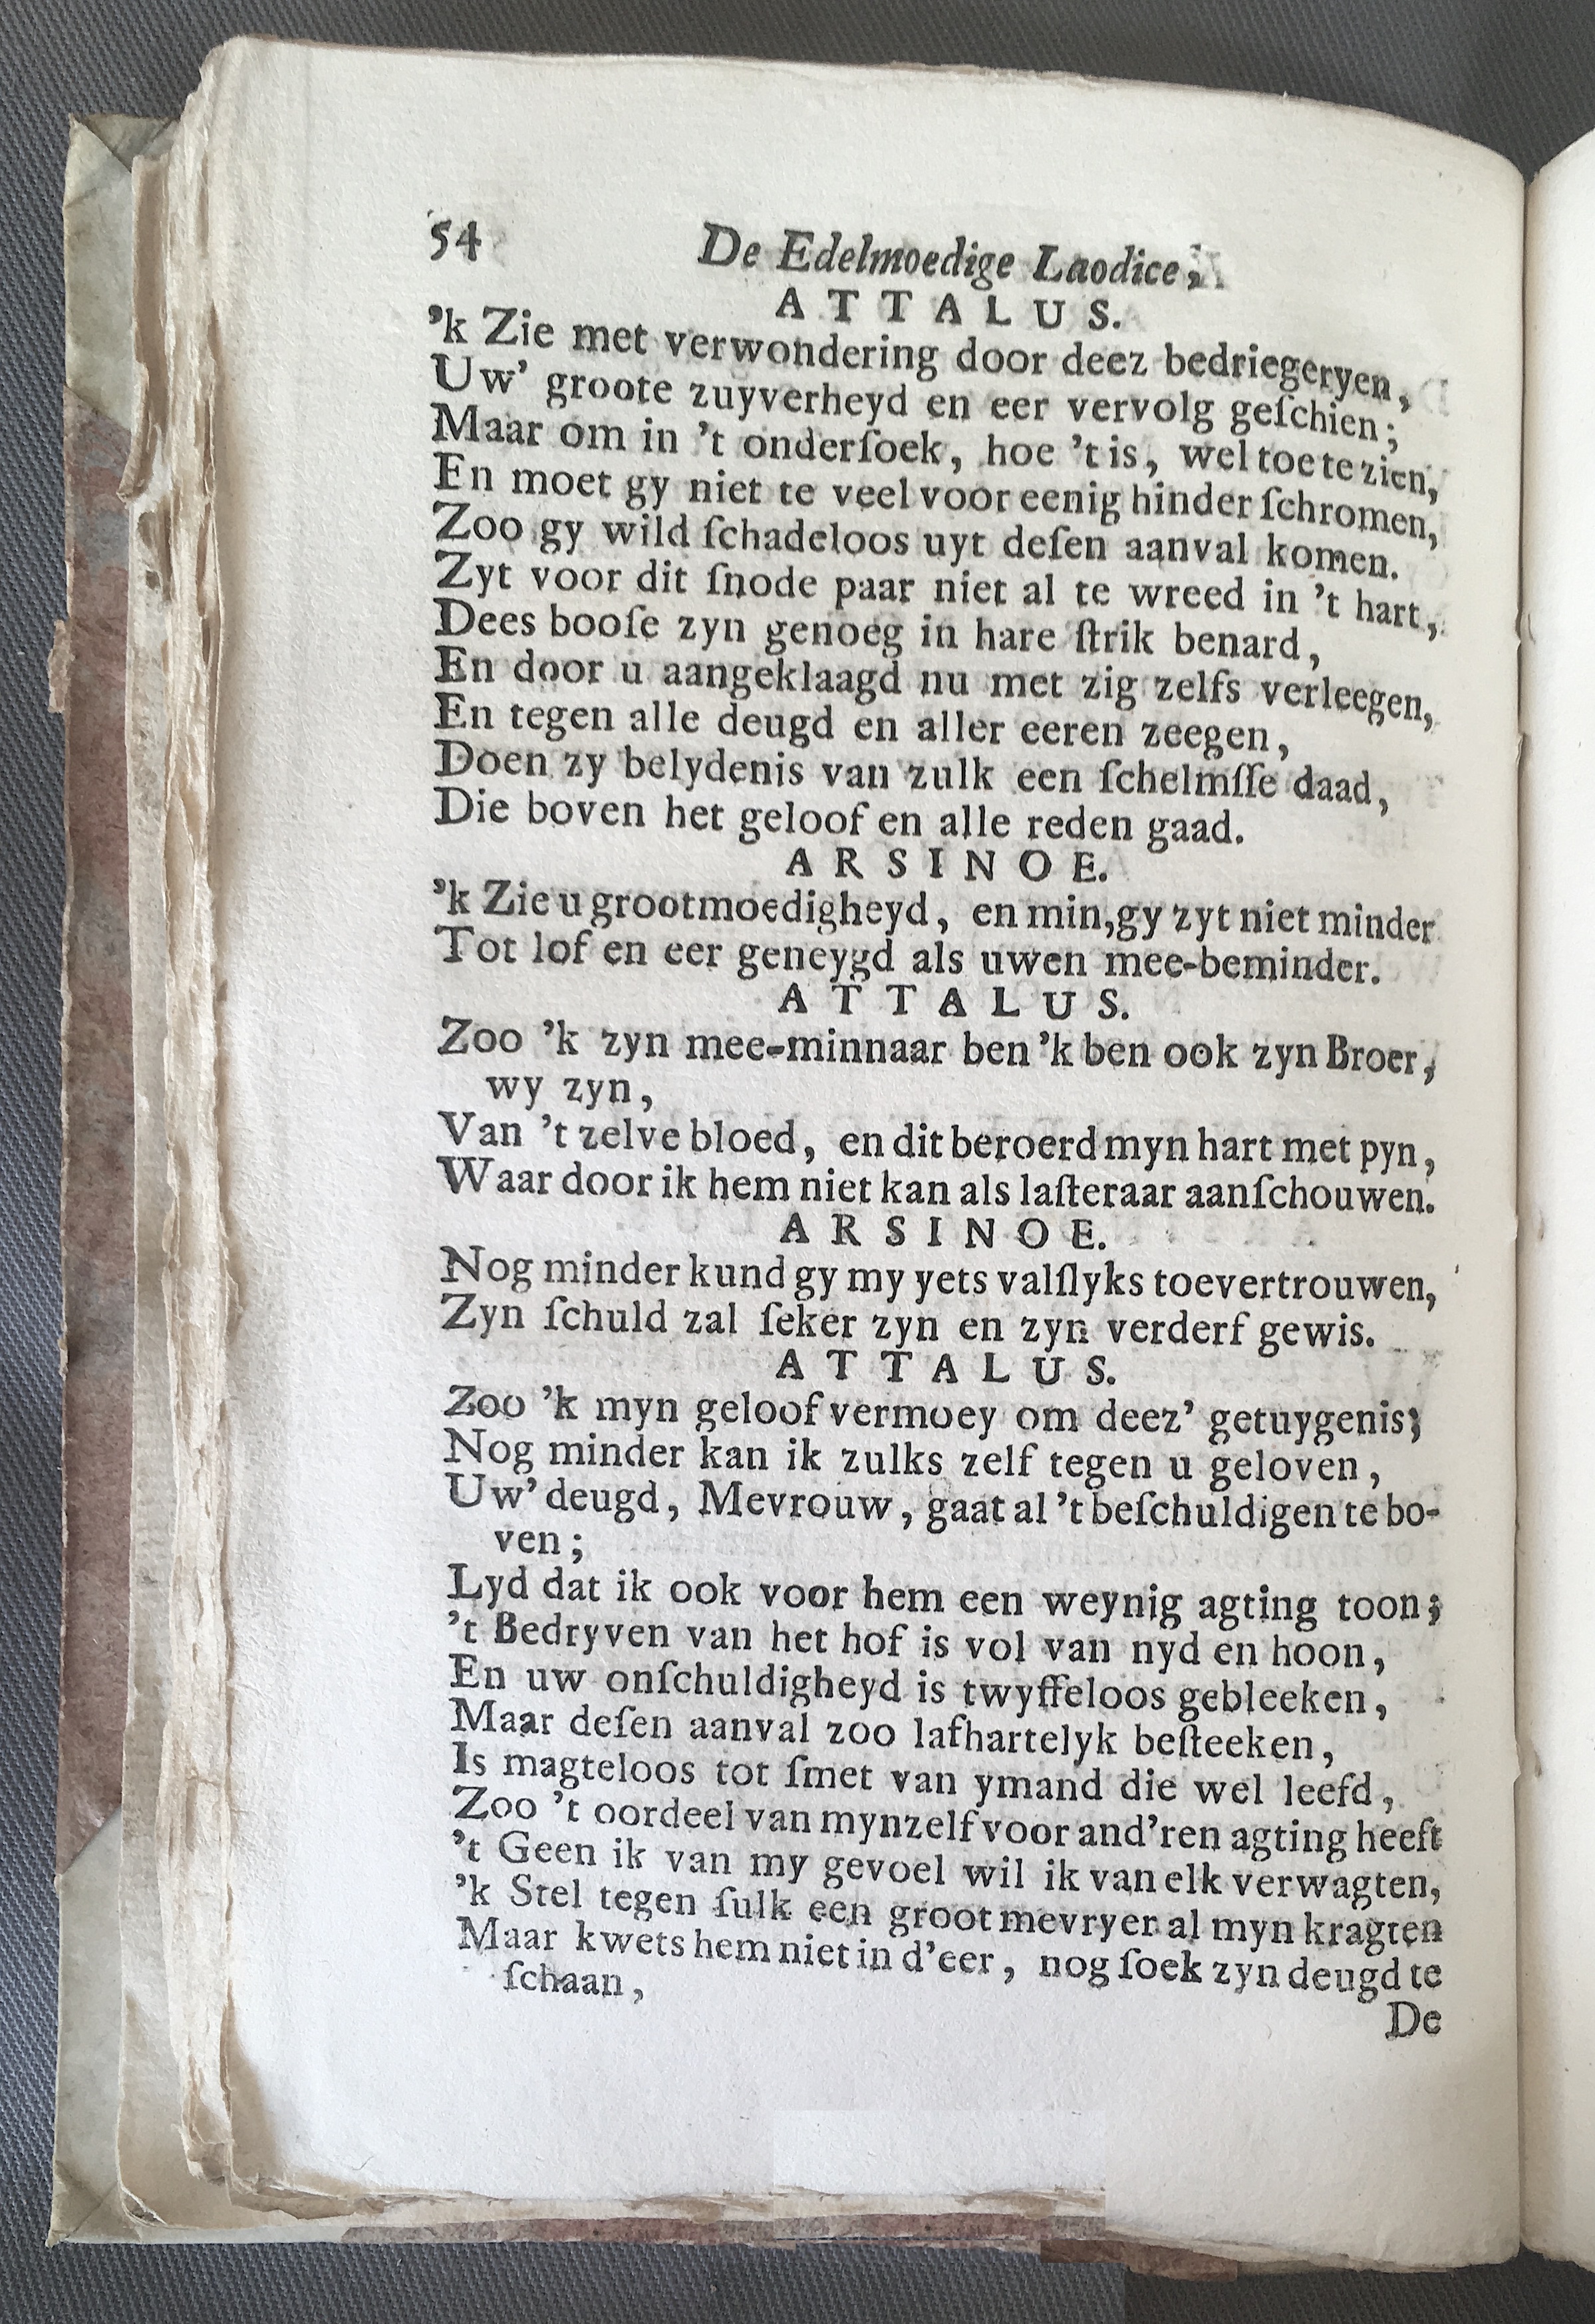 54
De Edelmoedige Laodice,
ATTALUS.
’k Zie met verwondering door deez bedriegeryen,
Uw’ groote zuyverheyd en eer vervolg geſchien;
Maar om in ’t onderſoek, hoe ’t is, wel toe te zien,
En moet gy niet te veel voor eenig hinder ſchromen,
Zoo gy wild ſchadeloos uyt deſen aanval komen.
Zyt voor dit ſnode paar niet al te wreed in ’t hart,
Dees booſe zyn genoeg in hare ſtrik benard,
En door u aangeklaagd nu met zig zelfs verleegen,
En tegen alle deugd en aller eeren zeegen,
Doen zy belydenis van zulk een ſchelmſſe daad,
Die boven het geloof en alle reden gaad.
ARSINOE.
’k Zie u grootmoedigheyd, en min, gy zyt niet minder
Tot lof en eer geneygd als uwen mee-beminder.
ATTALUS.
Zoo ’k zyn mee-minnaar ben ’k ben ook zyn Broer,
wy zyn,
Van ’t zelve bloed, en dit beroerd myn hart met pyn,
Waar door ik hem niet kan als laſteraar aanſchouwen.
ARSINOE.
Nog minder kund gy my yets valſlyks toevertrouwen,
Zyn ſchuld zal ſeker zyn en zyn verderf gewis.
ATTALUS.
Zoo ’k myn geloof vermoey om deez’ getuygenis;
Nog minder kan ik zulks zelf tegen u geloven,
Uw’ deugd, Mevrouw, gaat al ’t beſchuldigen te bo-
ven;
Lyd dat ik ook voor hem een weynig agting toon;
’t Bedryven van het hof is vol van nyd en hoon,
En uw onſchuldigheyd is twyffeloos gebleeken,
Maar deſen aanval zoo lafhartelyk beſteeken,
Is magteloos tot ſmet van ymand die wel leefd,
Zoo ’t oordeel van mynzelf voor and’ren agting heeft
’t Geen ik van my gevoel wil ik van elk verwagten,
’k Stel tegen ſulk een groot mevryer al myn kragten
Maar kwets hem niet in d’eer, nog ſoek zyn deugd te
ſchaan,
De